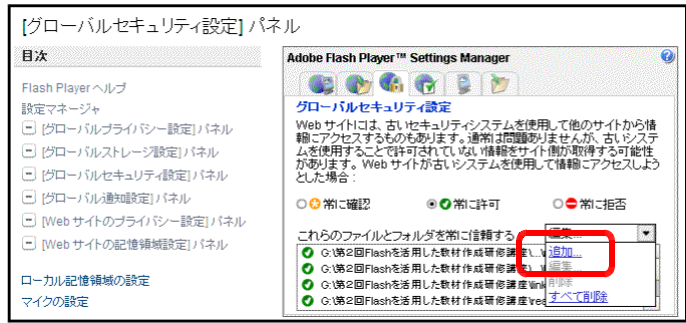 [グローバルセキュリティ設定] パネル
目次
Flash Player ヘルプ
設定マネージャ
[グローバルプライバシー設定] パネル
[グローバルストレージ設定] パネル
[グローバルセキュリティ設定] パネル
[グローバル通知設定] パネル
[Web サイトのプライバシー設定] パネル
[Web サイトの記憶領域設定] パネル
ローカル記憶領域の設定
マイクの設定
Adobe Flash Player™ Settings Manager
グローバルセキュリティ設定
Web サイトには、古いセキュリティシステムを使用して他のサイトから情
報にアクセスするものもあります。通常は問題ありませんが、古いシステ
ムを使用することで許可されていない情報をサイト側が取得する可能性
があります。Web サイトが古いシステムを使用して情報にアクセスしよう
とした場合:
常に確認 常に許可 常に拒否
これらのファイルとフォルダを常に信頼する 編集...
追加...
編集...
削除
すべて削除
G:\第2回Flashを活用した教材作成研修講座\...\
G:\第2回Flashを活用した教材作成研修講座\
G:\第2回Flashを活用した教材作成研修講座\link
G:\第2回Flashを活用した教材作成研修講座\rea